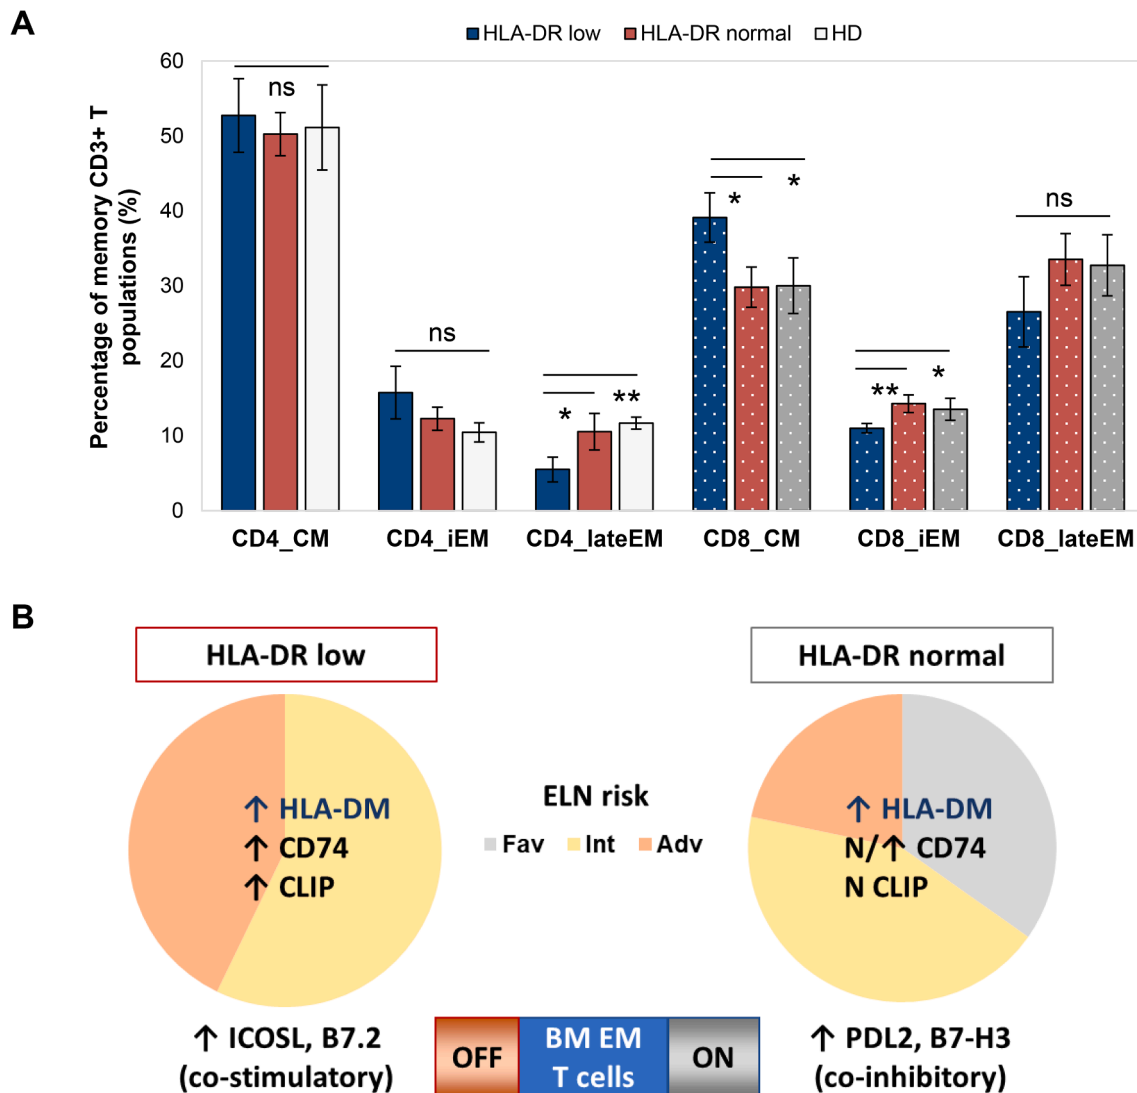 A
HLA-DR low HLA-DR normal HD
Percentage of memory CD3+ T
populations (%)
60
50
40
30
20
10
0
ns
ns
* **
* *
** *
ns
CD4_CM CD4_iEM CD4_lateEM CD8_CM CD8_iEM CD8_lateEM
B
HLA-DR low
HLA-DR normal
↑ HLA-DM
↑ CD74
↑ CLIP
ELN risk
Fav Int Adv
↑ HLA-DM
N/↑ CD74
N CLIP
↑ ICOSL, B7.2
(co-stimulatory)
OFF
BM EM
T cells
ON
↑ PDL2, B7-H3
(co-inhibitory)